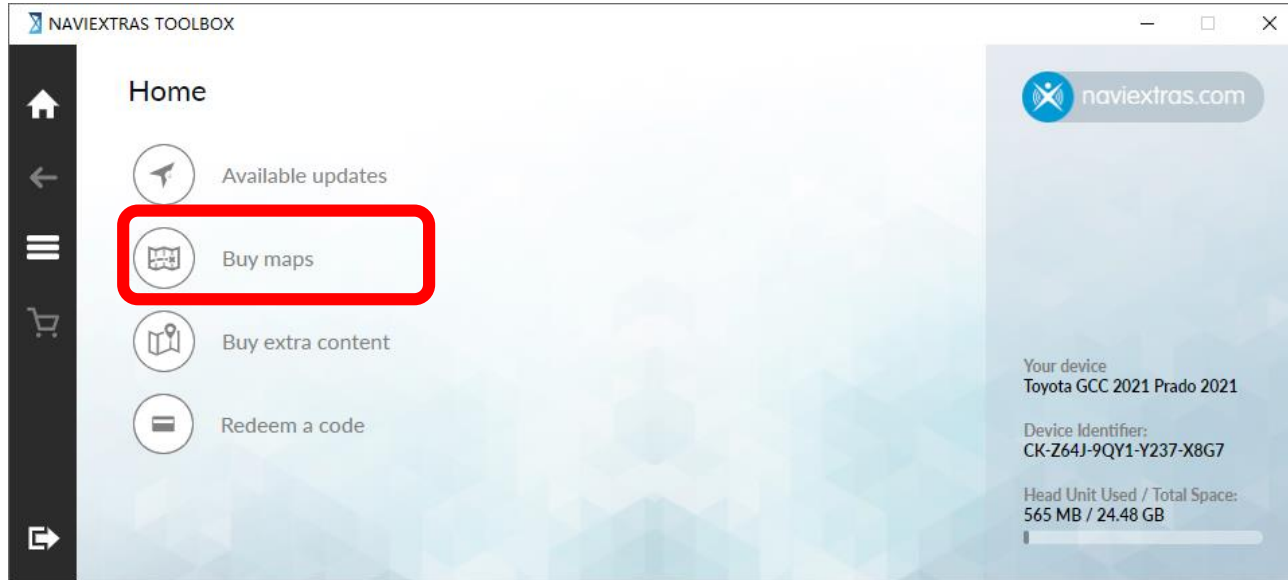 NAVIEXTRAS TOOLBOX
Home
Available updates
Buy maps
Buy extra content
Redeem a code
naviextras.com
Your device
Toyota GCC 2021 Prado 2021
Device Identifier:
CK-Z64J-9QY1-Y237-X8G7
Head Unit Used / Total Space:
565 MB / 24.48 GB